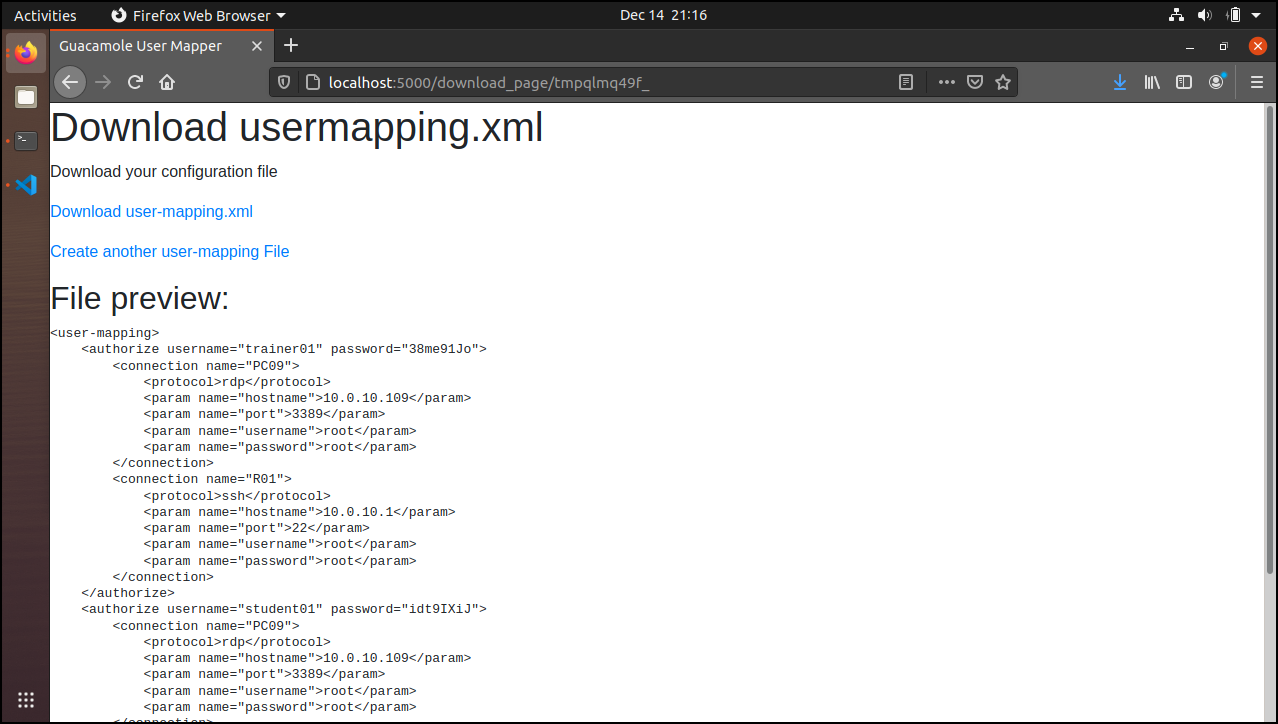 Activities Firefox Web Browser Dec 14 21:16
Guacamole User Mapper
localhost:5000/download_page/tmpqlmq49f_
Download usermapping.xml
Download your configuration file
Download user-mapping.xml
Create another user-mapping File
File preview:
<user-mapping>
    <authorize username="trainer01" password="38me91Jo">
        <connection name="PC09">
            <protocol>rdp</protocol>
            <param name="hostname">10.0.10.109</param>
            <param name="port">3389</param>
            <param name="username">root</param>
            <param name="password">root</param>
        </connection>
        <connection name="R01">
            <protocol>ssh</protocol>
            <param name="hostname">10.0.10.1</param>
            <param name="port">22</param>
            <param name="username">root</param>
            <param name="password">root</param>
        </connection>
    </authorize>
    <authorize username="student01" password="idt9IXiJ">
        <connection name="PC09">
            <protocol>rdp</protocol>
            <param name="hostname">10.0.10.109</param>
            <param name="port">3389</param>
            <param name="username">root</param>
            <param name="password">root</param>
        </connection>